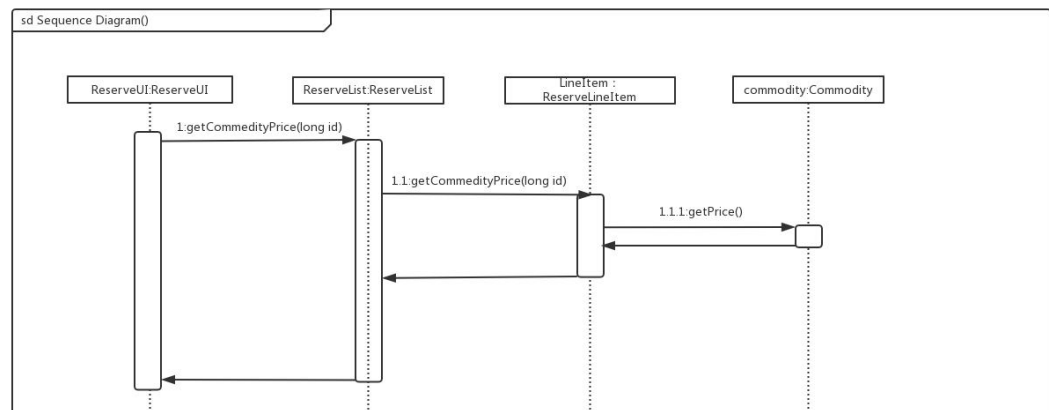 sd Sequence Diagram()
ReserveUI:ReserveUI
ReserveList:ReserveList
LineItem：
ReserveLineItem
commodity:Commodity
1:getCommedityPrice(long id)
1.1:getCommedityPrice(long id)
1.1.1:getPrice()